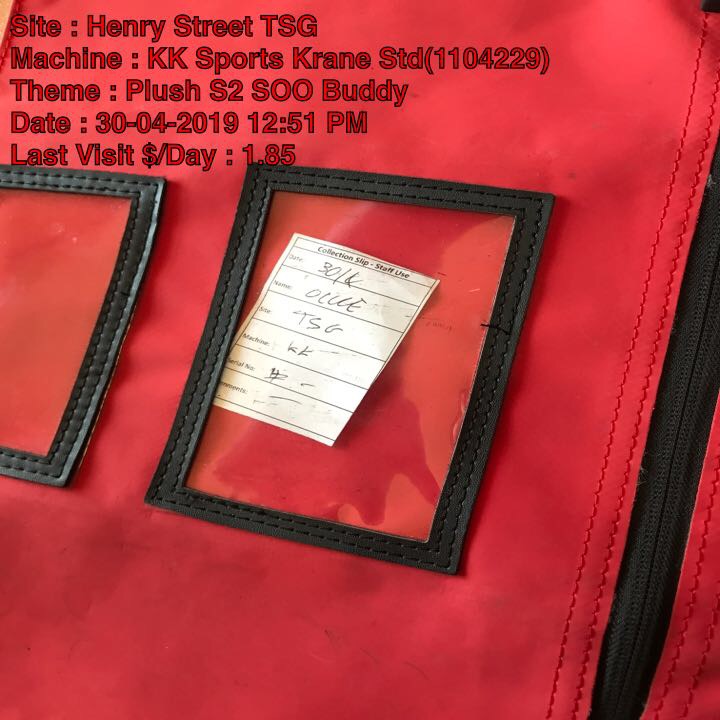 Site : Henry Street TSG
Machine : KK Sports Krane Std(1104229)
Theme : Plush S2 SOO Buddy
Date : 30-04-2019 12:51 PM
Last Visit $/Day : 1.85
Collection Slip - Staff Use
Date: 30/4
Name: OLLIE
Site: TSG
Machine: KK
Serial No: # -
omments: —